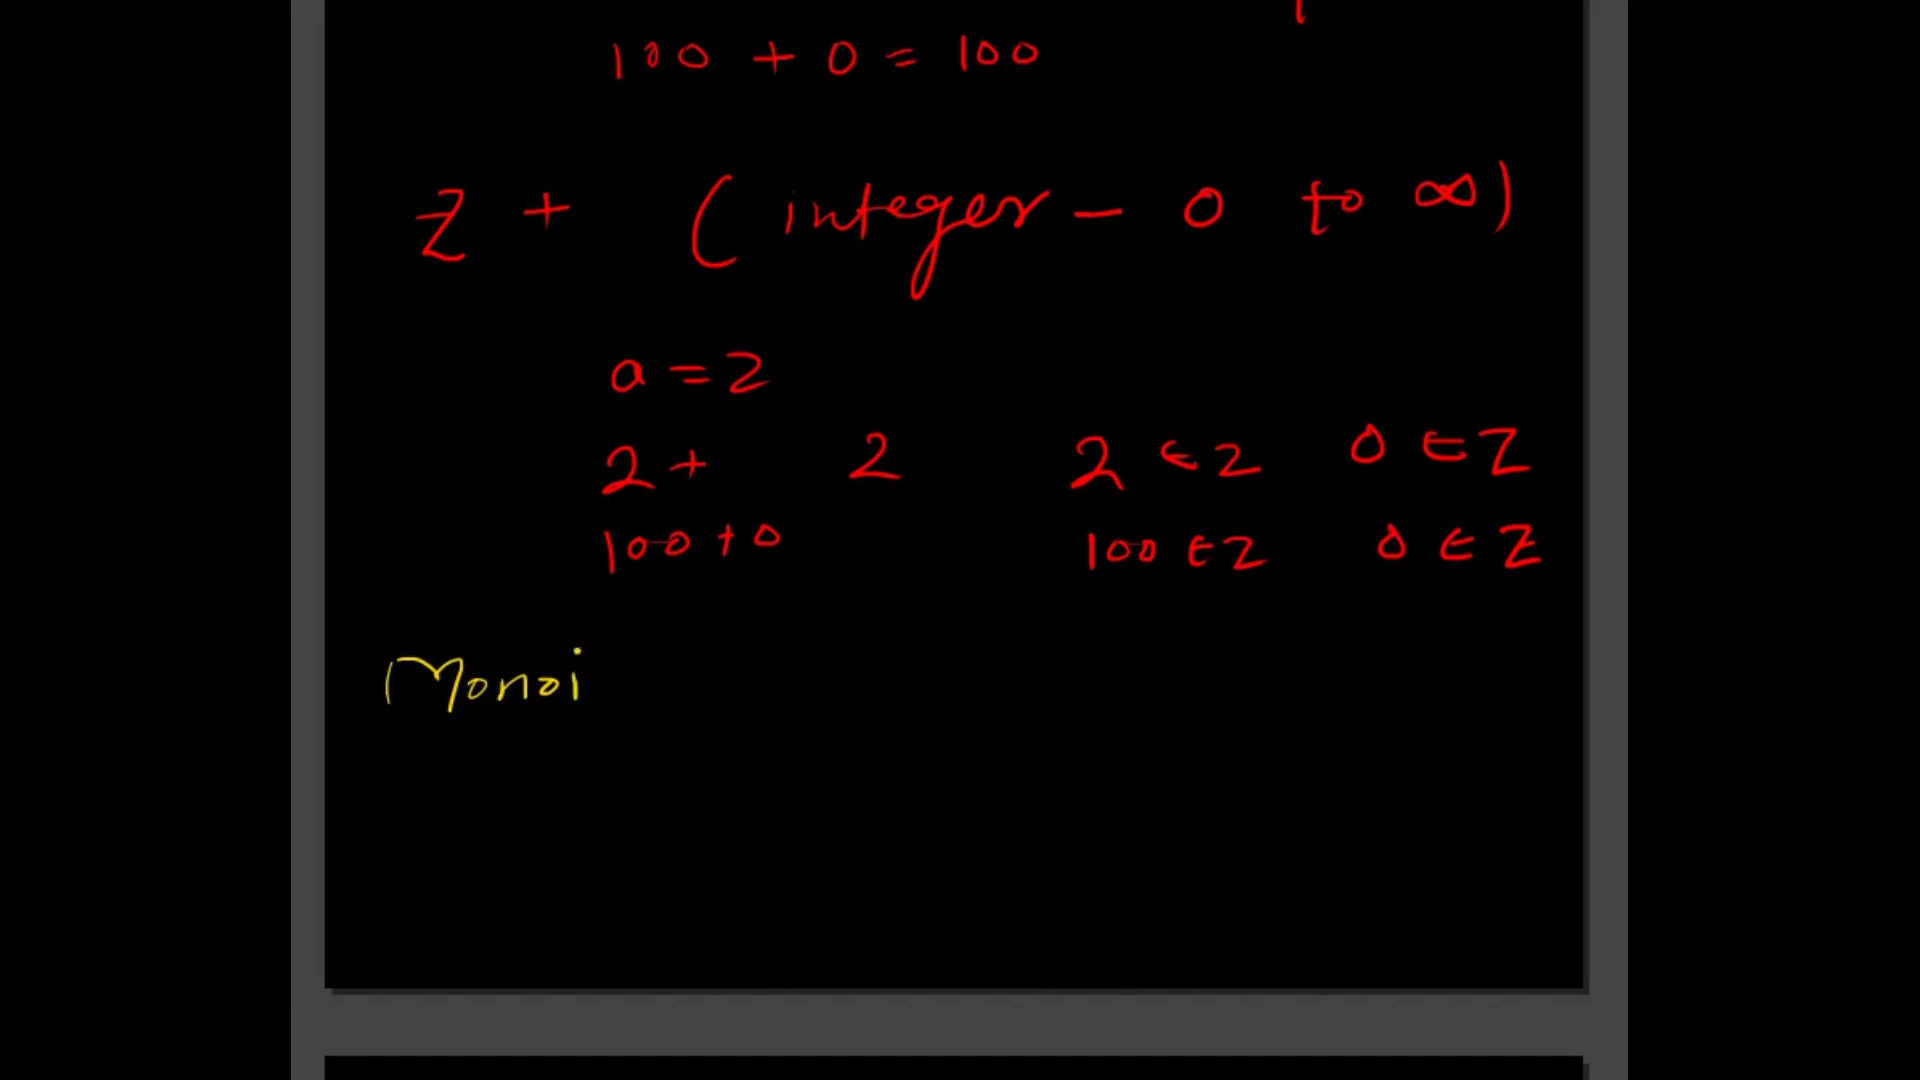 100 + 0 = 100
Z + (integer - 0 to ∞)
a = 2
2 + 2 2 ∈ Z 0 ∈ Z
100 + 0 100 ∈ Z 0 ∈ Z
Monoi